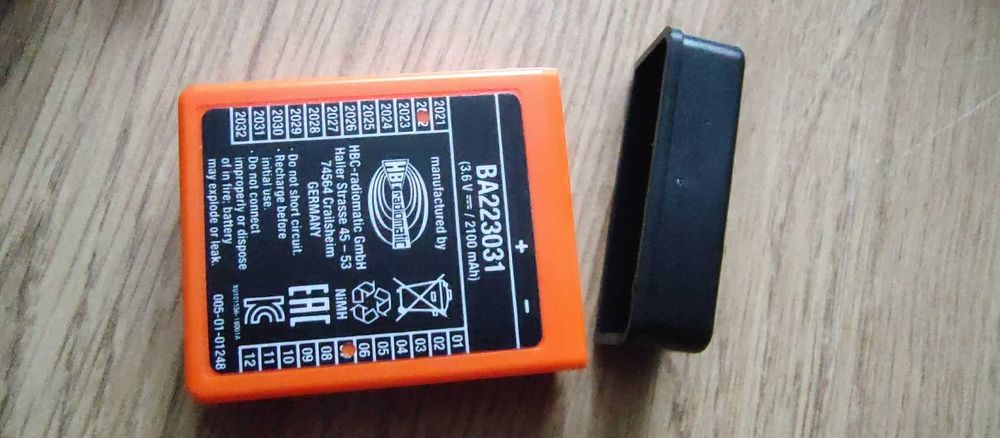 + -
BA223031
(3.6 V ⎓ / 2100 mAh)
2021
2023
2024
2025
2026
2027
2028
2029
2030
2031
2032
manufactured by
HBC
radiomatic
HBC-radiomatic GmbH
Haller Strasse 45 – 53
74564 Crailsheim
GERMANY
· Do not short circuit.
· Recharge before
initial use.
· Do not connect
improperly or dispose
of in fire; battery
may explode or leak.
NiMH
EAC
005-01-01248
01
02
03
04
05
06
08
09
10
11
12